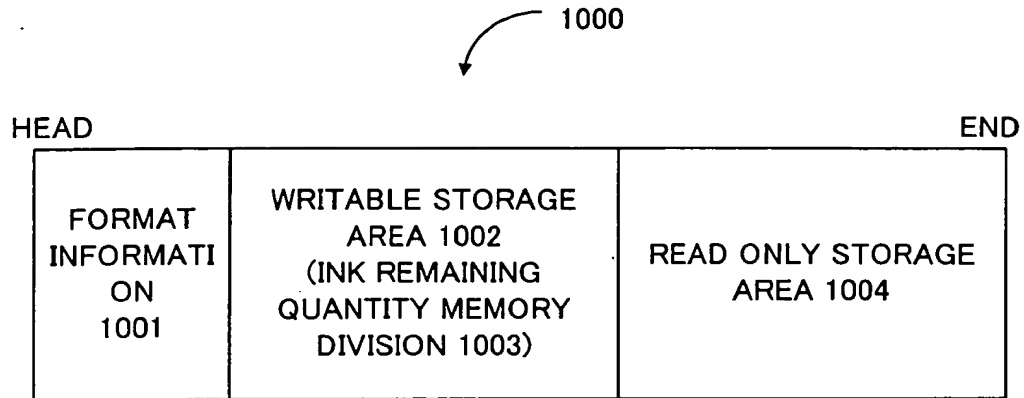 1000
HEAD
END
FORMAT
INFORMATI
ON
1001
WRITABLE STORAGE
AREA 1002
(INK REMAINING
QUANTITY MEMORY
DIVISION 1003)
READ ONLY STORAGE
AREA 1004